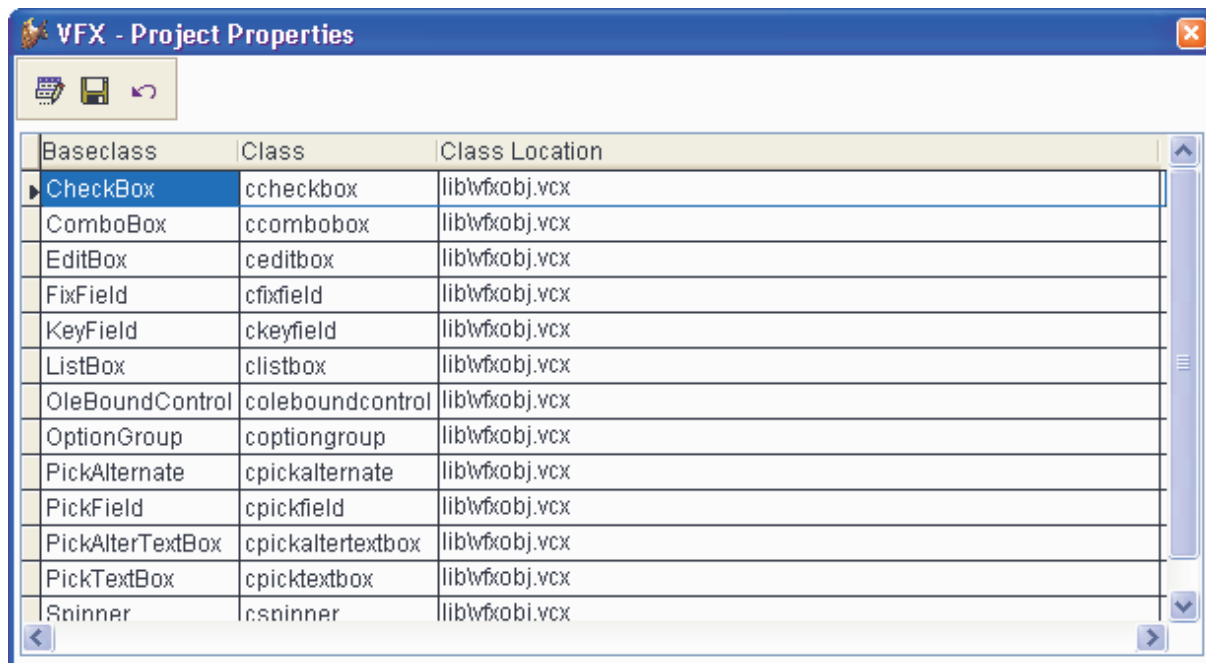 VFX - Project Properties
Baseclass Class Class Location
CheckBox ccheckbox lib\vfxobj.vcx
ComboBox ccombobox lib\vfxobj.vcx
EditBox ceditbox lib\vfxobj.vcx
FixField cfixfield lib\vfxobj.vcx
KeyField ckeyfield lib\vfxobj.vcx
ListBox clistbox lib\vfxobj.vcx
OleBoundControl coleboundcontrol lib\vfxobj.vcx
OptionGroup coptiongroup lib\vfxobj.vcx
PickAlternate cpickalternate lib\vfxobj.vcx
PickField cpickfield lib\vfxobj.vcx
PickAlterTextBox cpickaltertextbox lib\vfxobj.vcx
PickTextBox cpicktextbox lib\vfxobj.vcx
Spinner cspinner lib\vfxobj.vcx